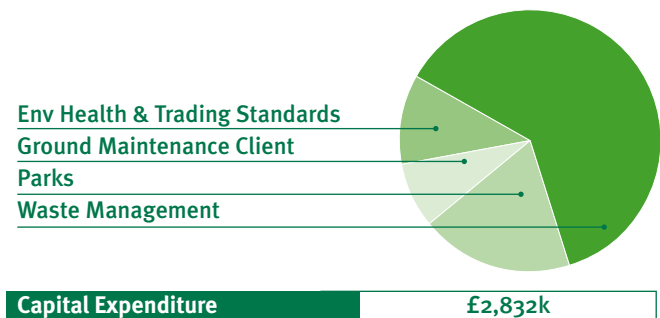 Env Health & Trading Standards
Ground Maintenance Client
Parks
Waste Management
Capital Expenditure £2,832k